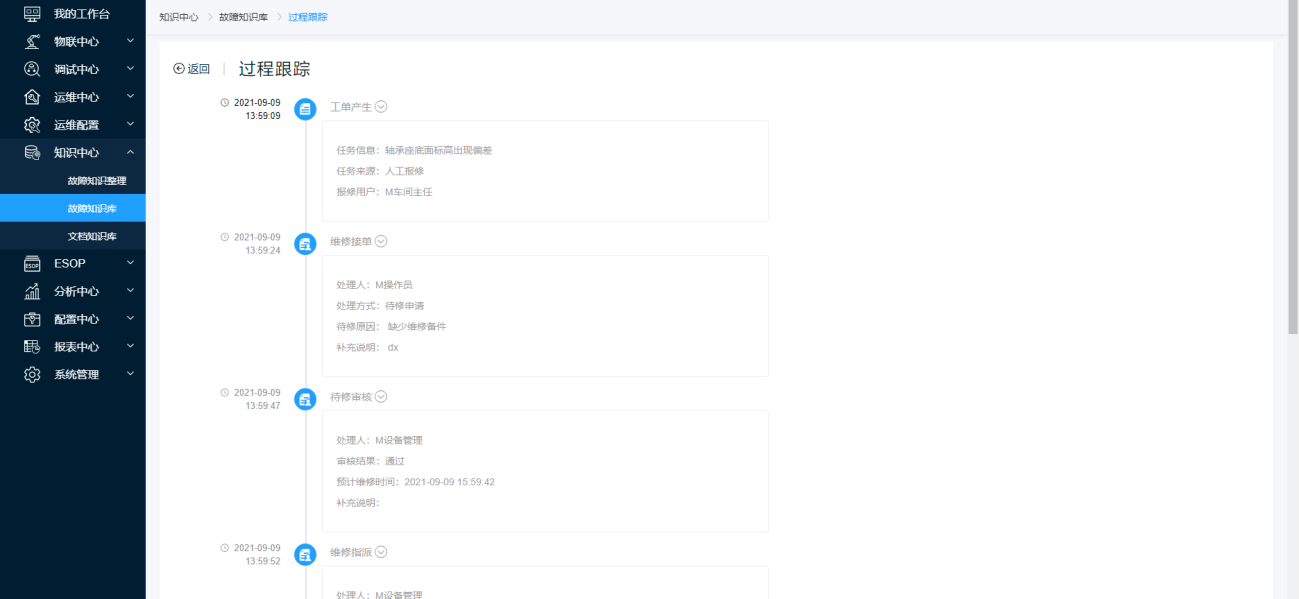 我的工作台
物联中心
调试中心
运维中心
运维配置
知识中心
故障知识整理
故障知识库
文档知识库
ESOP
分析中心
配置中心
报表中心
系统管理
知识中心 > 故障知识库 > 过程跟踪
返回 | 过程跟踪
2021-09-09
13:59:09
工单产生
任务信息：轴承座底面标高出现偏差
任务来源：人工报修
报修用户：M车间主任
2021-09-09
13:59:24
维修接单
处理人：M操作员
处理方式：待修申请
待修原因： 缺少维修备件
补充说明： dx
2021-09-09
13:59:47
待修审核
处理人：M设备管理
审核结果：通过
预计维修时间：2021-09-09 15:59:42
补充说明：
2021-09-09
13:59:52
维修指派
处理人：M设备管理